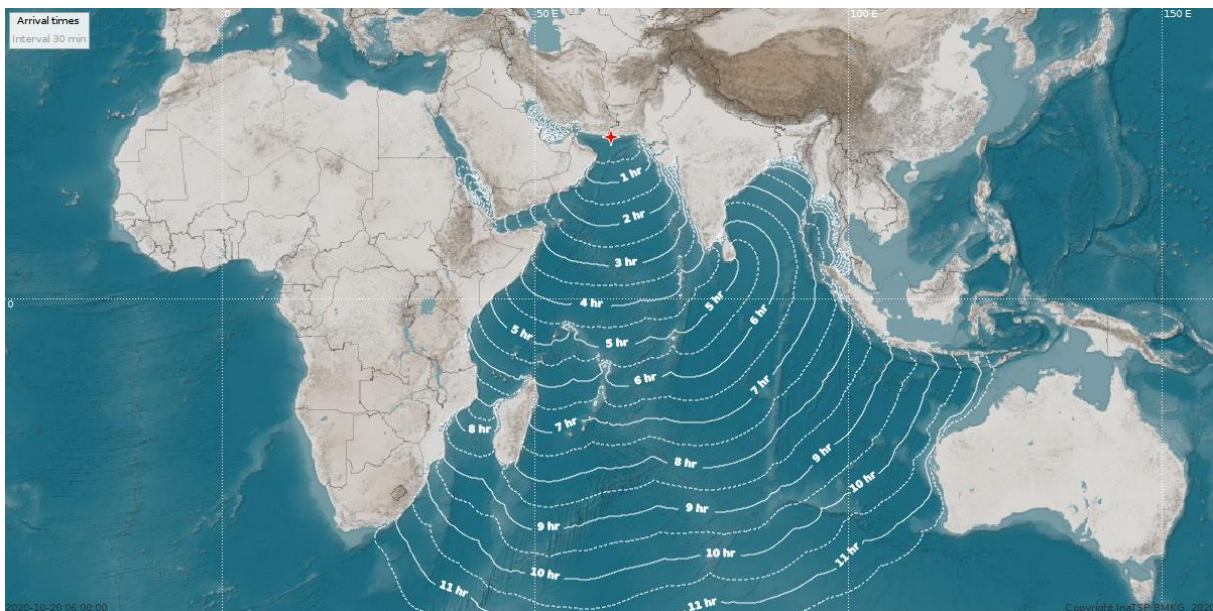 Arrival times
Interval 30 min
0
50 E
100 E
150 E
1 hr
2 hr
3 hr
0
4 hr
5 hr
5 hr
5 hr
6 hr
6 hr
7 hr
7 hr
8 hr
8 hr
9 hr
9 hr
9 hr
10 hr
10 hr
10 hr
11 hr
11 hr
11 hr
2020-10-20 06:00:00
Copyright InaTSP BMKG, 2020